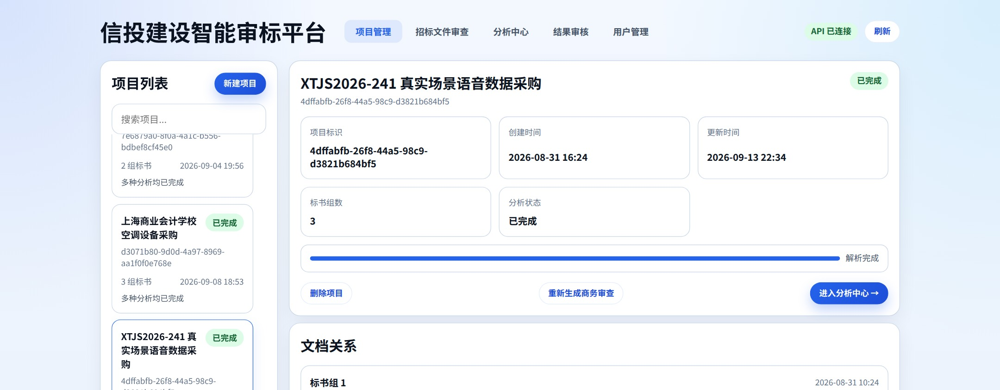 信投建设智能审标平台
项目管理
招标文件审查
分析中心
结果审核
用户管理
API 已连接
刷新
项目列表
新建项目
搜索项目...
7e6879a0-8f0a-4a1c-b556-
bdbef8cf45e0
2 组标书
2026-09-04 19:56
多种分析均已完成
上海商业会计学校
空调设备采购
已完成
d3071b80-9d0d-4a97-8969-
aa1f0f0e768e
3 组标书
2026-09-08 18:53
多种分析均已完成
XTJS2026-241 真
实场景语音数据采
购
已完成
4dffabfb-26f8-44a5-98c9-
XTJS2026-241 真实场景语音数据采购
已完成
4dffabfb-26f8-44a5-98c9-d3821b684bf5
项目标识
4dffabfb-26f8-44a5-98c9-
d3821b684bf5
创建时间
2026-08-31 16:24
更新时间
2026-09-13 22:34
标书组数
3
分析状态
已完成
解析完成
删除项目
重新生成商务审查
进入分析中心 →
文档关系
标书组 1
2026-08-31 10:24